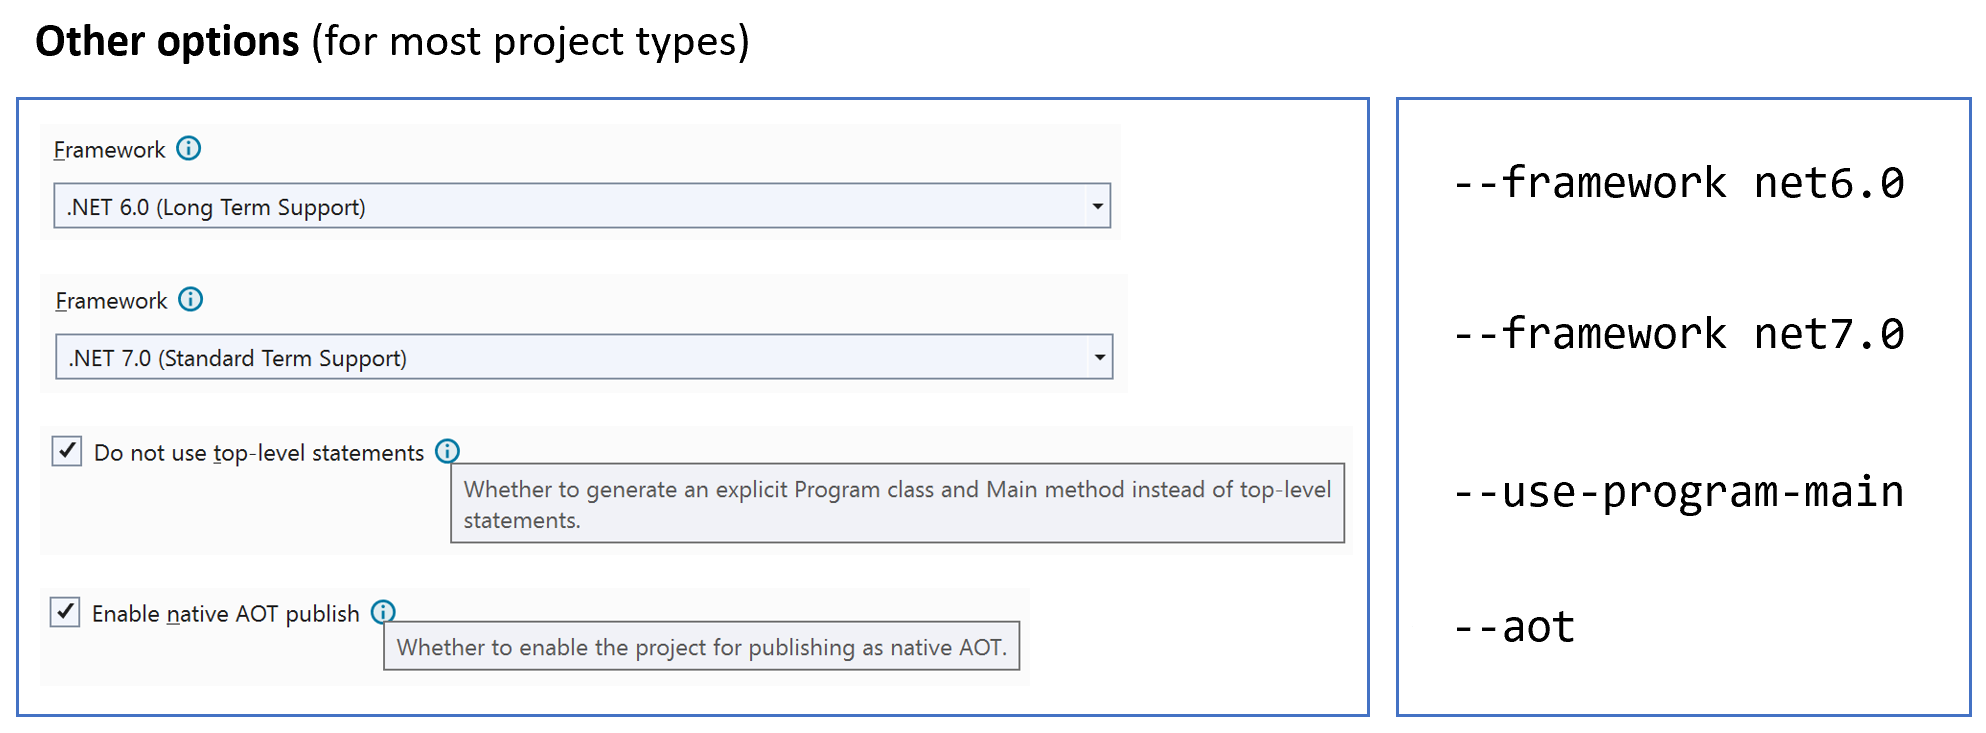 Other options (for most project types)
Framework
.NET 6.0 (Long Term Support)
--framework net6.0
Framework
.NET 7.0 (Standard Term Support)
--framework net7.0
Do not use top-level statements
Whether to generate an explicit Program class and Main method instead of top-level
statements.
--use-program-main
Enable native AOT publish
Whether to enable the project for publishing as native AOT.
--aot